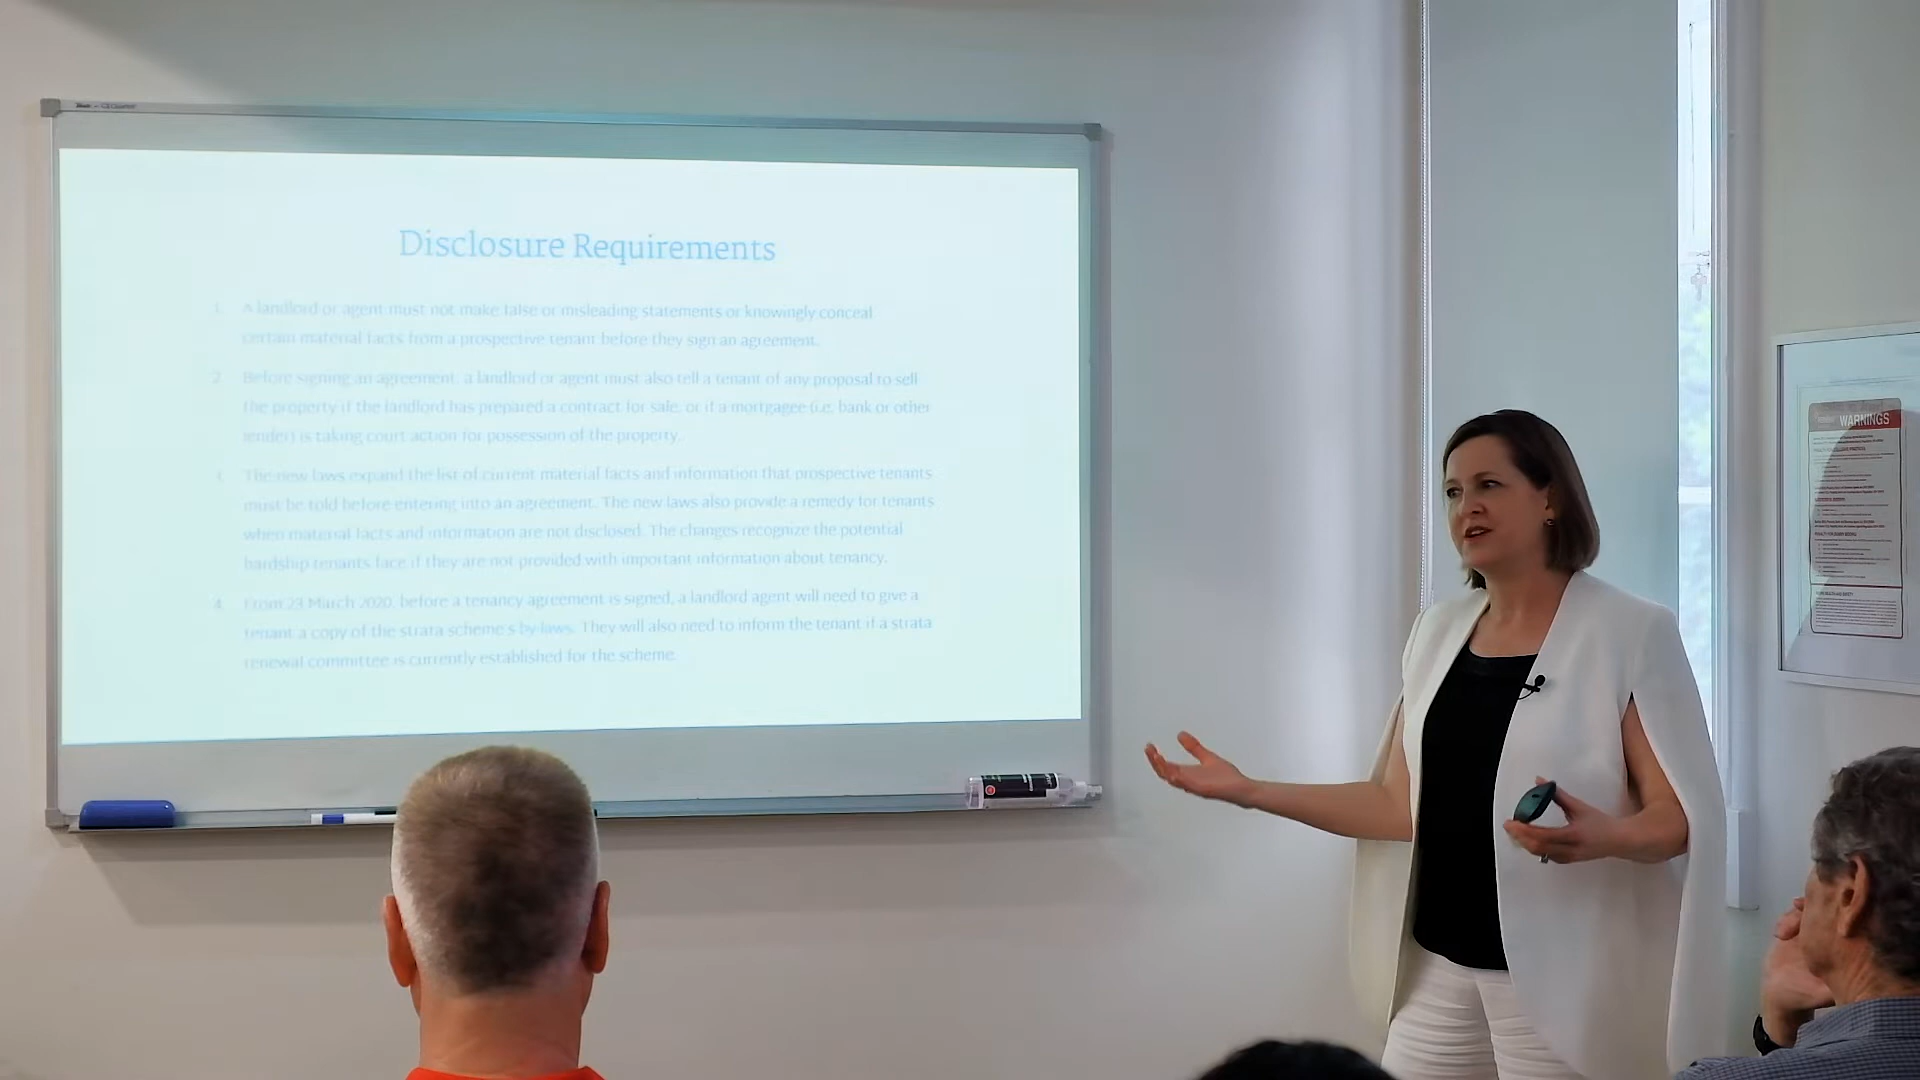 Disclosure Requirements
1. A landlord or agent must not make false or misleading statements or knowingly conceal
certain material facts from a prospective tenant before they sign an agreement.
2. Before signing an agreement, a landlord or agent must also tell a tenant of any proposal to sell
the property if the landlord has prepared a contract for sale, or if a mortgagee (i.e. bank or other
lender) is taking court action for possession of the property.
3. The new laws expand the list of current material facts and information that prospective tenants
must be told before entering into an agreement. The new laws also provide a remedy for tenants
when material facts and information are not disclosed. The changes recognize the potential
hardship tenants face if they are not provided with important information about tenancy.
4. From 23 March 2020, before a tenancy agreement is signed, a landlord agent will need to give a
tenant a copy of the strata scheme's by laws. They will also need to inform the tenant if a strata
renewal committee is currently established for the scheme.
WARNINGS